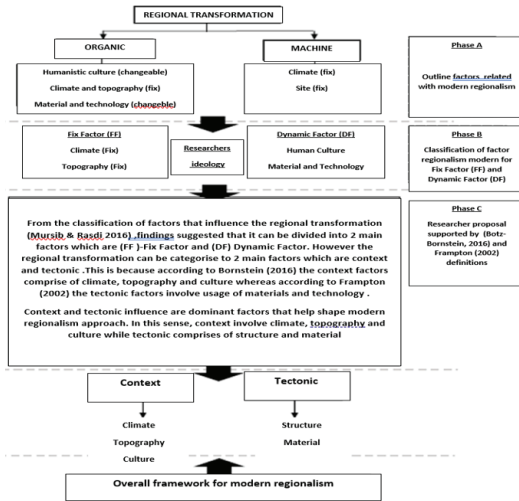 REGIONAL TRANSFORMATION
ORGANIC
MACHINE
Humanistic culture (changeable)
Climate and topography (fix)
Material and technology (changeble)
Climate (fix)
Site (fix)
Phase A
Outline factors related
with modern regionalism
Fix Factor (FF)
Climate (Fix)
Topography (Fix)
Researchers
ideology
Dynamic Factor (DF)
Human Culture
Material and Technology
Phase B
Classification of factor
regionalism modern for
Fix Factor (FF) and
Dynamic Factor (DF)
From the classification of factors that influence the regional transformation
(Mursib & Rasdi 2016) ,findings suggested that it can be divided into 2 main
factors which are (FF )-Fix Factor and (DF) Dynamic Factor. However the
regional transformation can be categorise to 2 main factors which are context
and tectonic .This is because according to Bornstein (2016) the context factors
comprise of climate, topography and culture whereas according to Frampton
(2002) the tectonic factors involve usage of materials and technology .
Context and tectonic influence are dominant factors that help shape modern
regionalism approach. In this sense, context involve climate, topography and
culture while tectonic comprises of structure and material
Phase C
Researcher proposal
supported by (Botz-
Bornstein, 2016) and
Frampton (2002)
definitions
Context
Tectonic
Climate
Topography
Culture
Structure
Material
Overall framework for modern regionalism